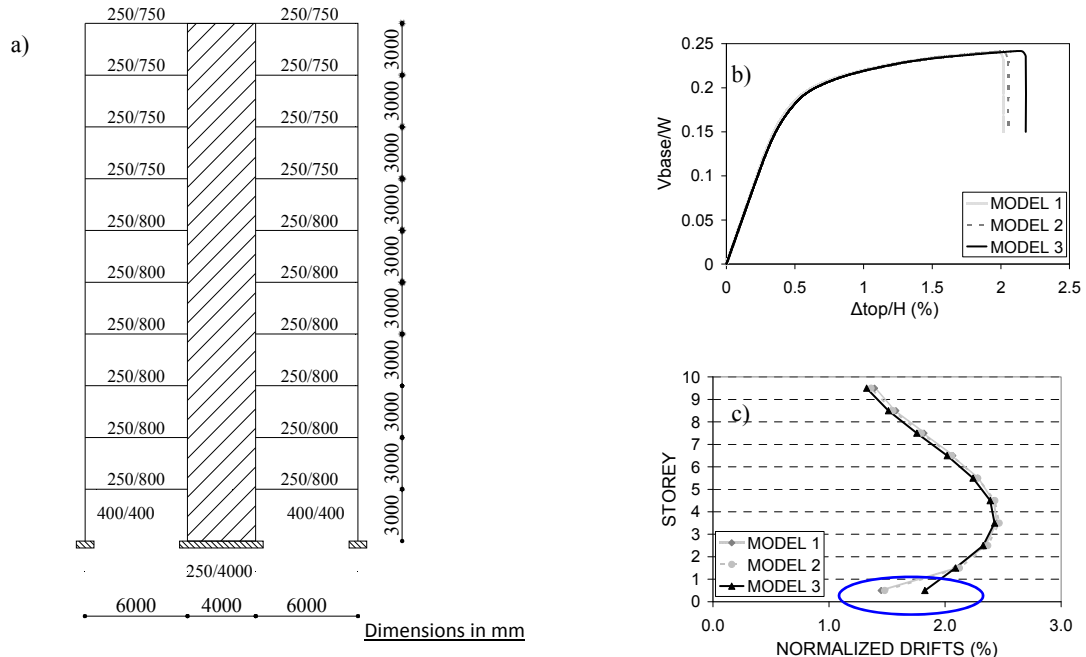 a)
250/750 250/750
250/750 250/750
250/750 250/750
250/750 250/750
250/800 250/800
250/800 250/800
250/800 250/800
250/800 250/800
250/800 250/800
250/800 250/800
400/400 400/400
250/4000
6000 4000 6000
3000
3000
3000
3000
3000
3000
3000
3000
3000
3000
Dimensions in mm
b)
Vbase/W
0.25
0.2
0.15
0.1
0.05
0
0 0.5 1 1.5 2 2.5
Δtop/H (%)
MODEL 1
MODEL 2
MODEL 3
c)
STOREY
10
9
8
7
6
5
4
3
2
1
0
0.0 1.0 2.0 3.0
NORMALIZED DRIFTS (%)
MODEL 1
MODEL 2
MODEL 3